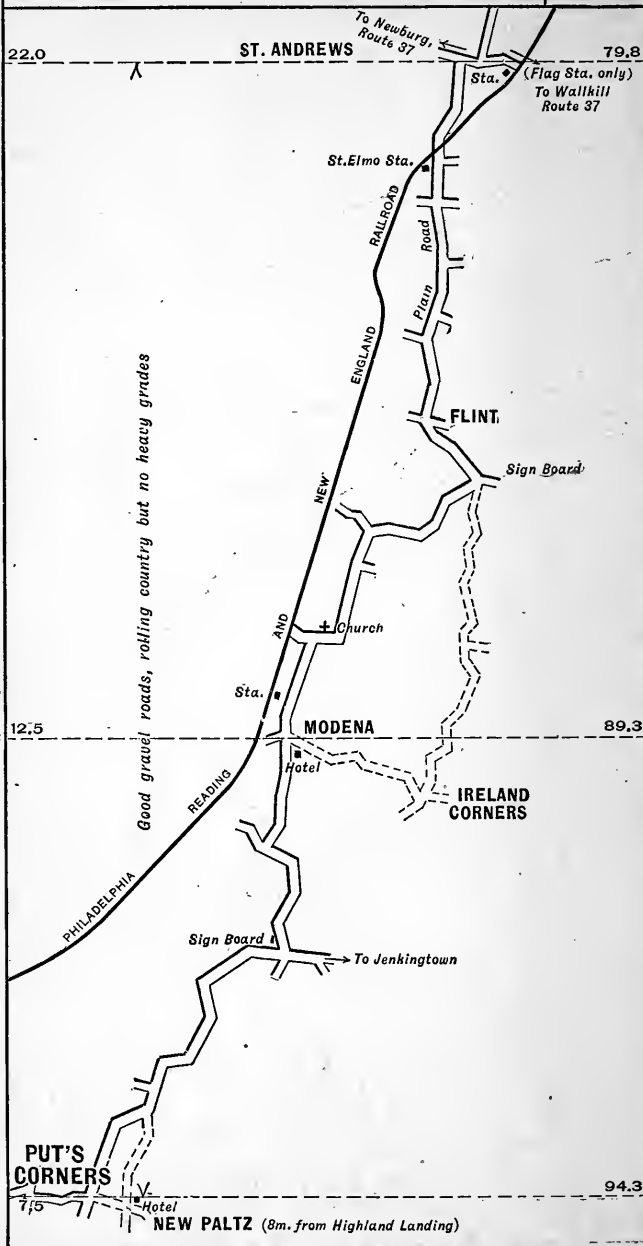 To Newburg,
Route 37
22.0
ST. ANDREWS
79.8
Sta.
(Flag Sta. only)
To Wallkill
Route 37
St. Elmo Sta.
RAILROAD
Road
Plain
ENGLAND
FLINT
Sign Board
NEW
Good gravel roads, rolling country but no heavy grades
AND
Church
Sta.
12.5
MODENA
89.3
Hotel
READING
IRELAND
CORNERS
PHILADELPHIA
Sign Board
To Jenkingtown
PUT'S
CORNERS
7.5
Hotel
94.3
NEW PALTZ (8m. from Highland Landing)